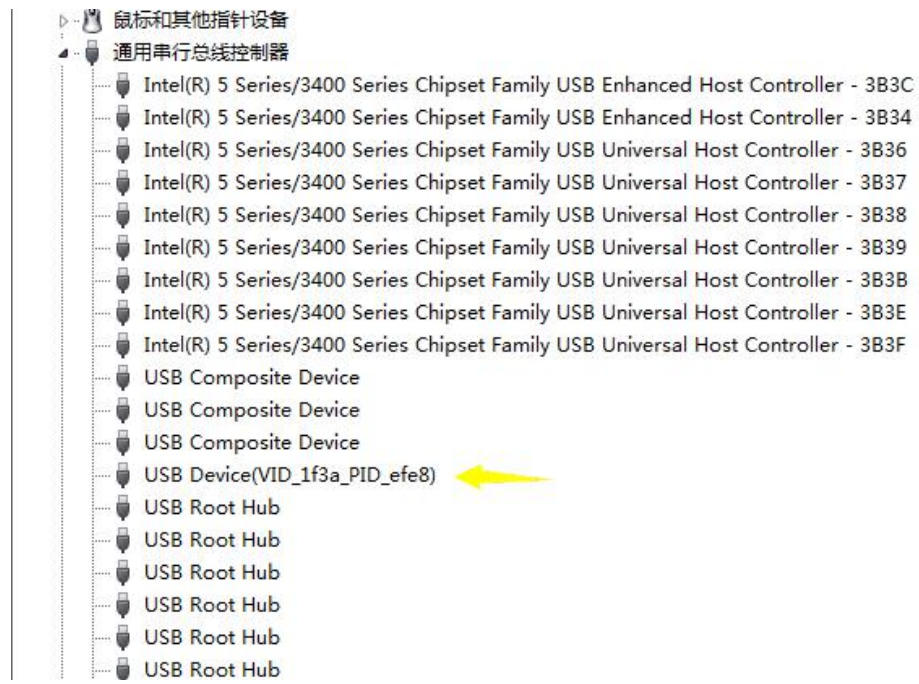 鼠标和其他指针设备
通用串行总线控制器
Intel(R) 5 Series/3400 Series Chipset Family USB Enhanced Host Controller - 3B3C
Intel(R) 5 Series/3400 Series Chipset Family USB Enhanced Host Controller - 3B34
Intel(R) 5 Series/3400 Series Chipset Family USB Universal Host Controller - 3B36
Intel(R) 5 Series/3400 Series Chipset Family USB Universal Host Controller - 3B37
Intel(R) 5 Series/3400 Series Chipset Family USB Universal Host Controller - 3B38
Intel(R) 5 Series/3400 Series Chipset Family USB Universal Host Controller - 3B39
Intel(R) 5 Series/3400 Series Chipset Family USB Universal Host Controller - 3B3B
Intel(R) 5 Series/3400 Series Chipset Family USB Universal Host Controller - 3B3E
Intel(R) 5 Series/3400 Series Chipset Family USB Universal Host Controller - 3B3F
USB Composite Device
USB Composite Device
USB Composite Device
USB Device(VID_1f3a_PID_efe8)
USB Root Hub
USB Root Hub
USB Root Hub
USB Root Hub
USB Root Hub
USB Root Hub